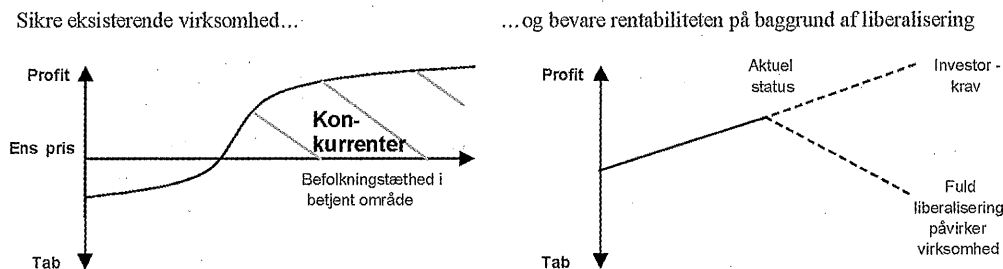 Sikre eksisterende virksomhed…
…og bevare rentabiliteten på baggrund af liberalisering
Profit
Ens pris
Tab
Kon-
kurrenter
Befolkningstæthed i
betjent område
Profit
Tab
Aktuel
status
Investor -
krav
Fuld
liberalisering
påvirker
virksomhed